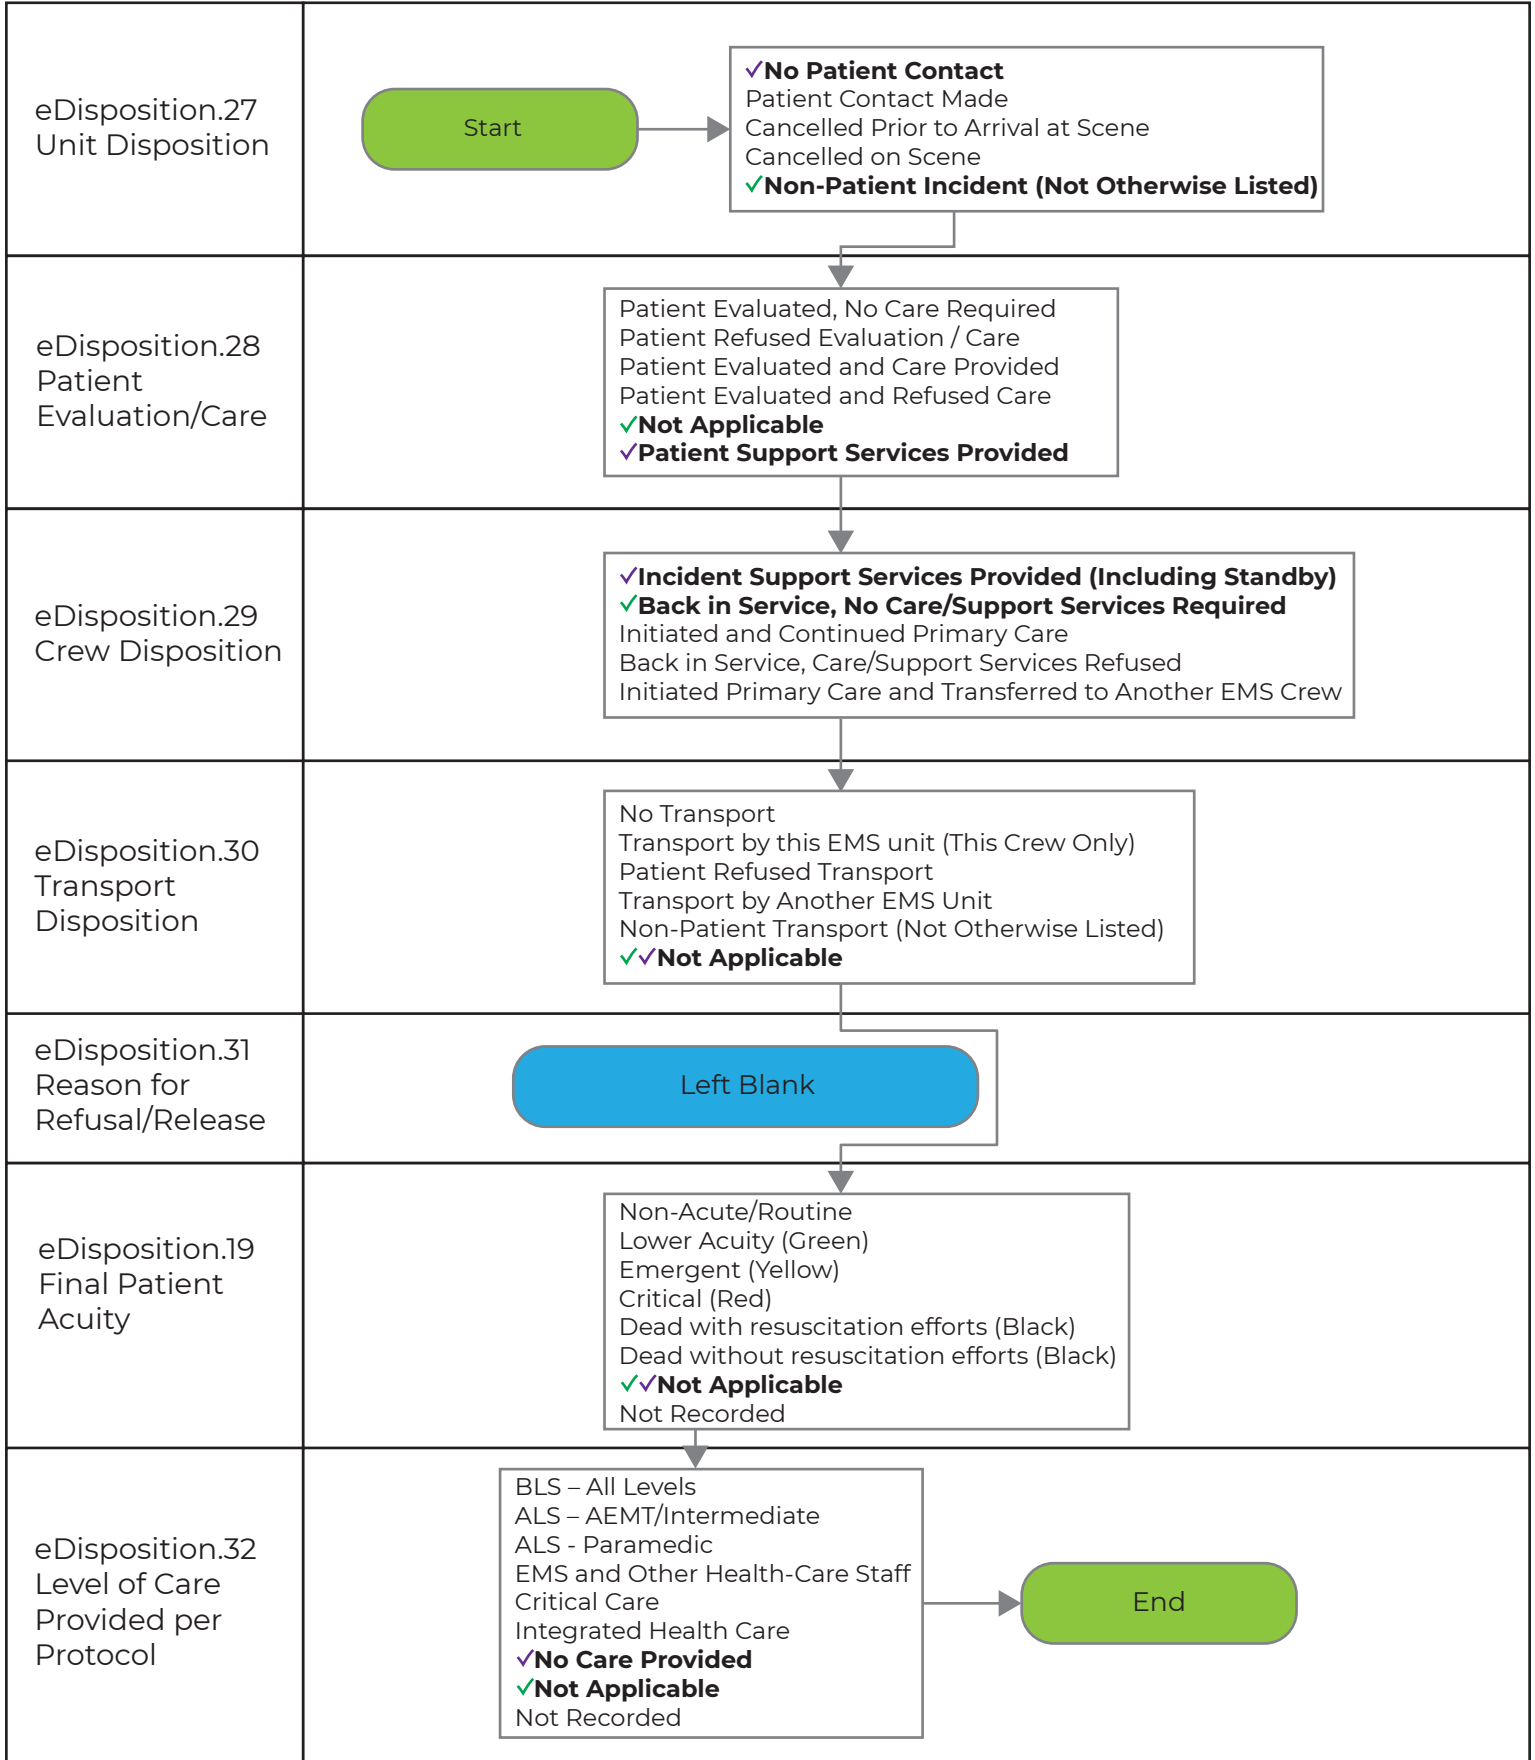 eDisposition.27
Unit Disposition
Start
✓No Patient Contact
Patient Contact Made
Cancelled Prior to Arrival at Scene
Cancelled on Scene
✓Non-Patient Incident (Not Otherwise Listed)
eDisposition.28
Patient
Evaluation/Care
Patient Evaluated, No Care Required
Patient Refused Evaluation / Care
Patient Evaluated and Care Provided
Patient Evaluated and Refused Care
✓Not Applicable
✓Patient Support Services Provided
eDisposition.29
Crew Disposition
✓Incident Support Services Provided (Including Standby)
✓Back in Service, No Care/Support Services Required
Initiated and Continued Primary Care
Back in Service, Care/Support Services Refused
Initiated Primary Care and Transferred to Another EMS Crew
eDisposition.30
Transport
Disposition
No Transport
Transport by this EMS unit (This Crew Only)
Patient Refused Transport
Transport by Another EMS Unit
Non-Patient Transport (Not Otherwise Listed)
✓✓Not Applicable
eDisposition.31
Reason for
Refusal/Release
Left Blank
eDisposition.19
Final Patient
Acuity
Non-Acute/Routine
Lower Acuity (Green)
Emergent (Yellow)
Critical (Red)
Dead with resuscitation efforts (Black)
Dead without resuscitation efforts (Black)
✓✓Not Applicable
Not Recorded
eDisposition.32
Level of Care
Provided per
Protocol
BLS – All Levels
ALS – AEMT/Intermediate
ALS - Paramedic
EMS and Other Health-Care Staff
Critical Care
Integrated Health Care
✓No Care Provided
✓Not Applicable
Not Recorded
End